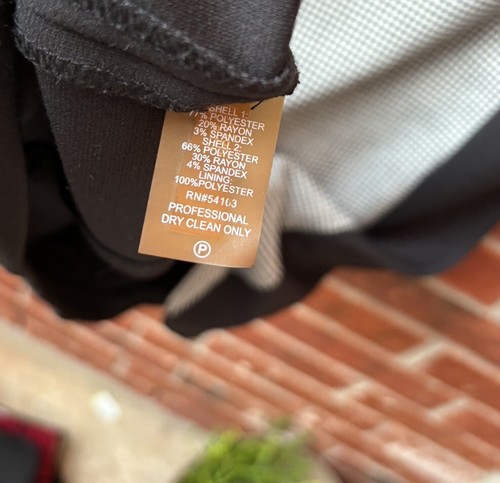 SHELL 1:
77% POLYESTER
20% RAYON
3% SPANDEX
SHELL 2:
66% POLYESTER
30% RAYON
4% SPANDEX
LINING:
100%POLYESTER
RN#54163
PROFESSIONAL
DRY CLEAN ONLY
P